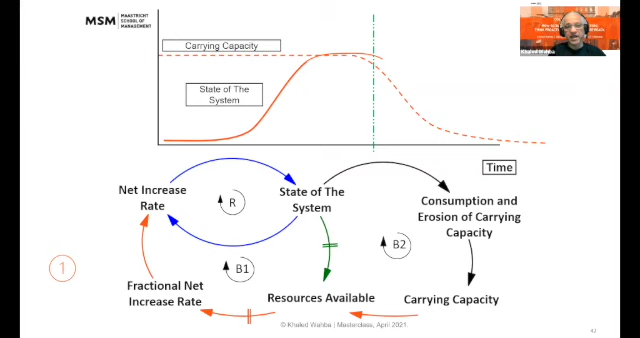 MSM
MAASTRICHT
SCHOOL OF
MANAGEMENT
Carrying Capacity
State of The
System
Time
Net Increase
Rate
R
State of The
System
Consumption and
Erosion of Carrying
Capacity
B2
B1
1
Fractional Net
Increase Rate
Resources Available
Carrying Capacity
© Khaled Wahba | Masterclass, April 2021
42
Khaled Wahba